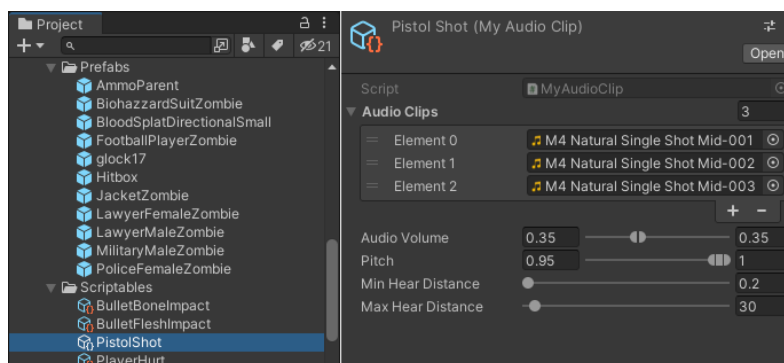 Project
21
Prefabs
AmmoParent
BiohazzardSuitZombie
BloodSplatDirectionalSmall
FootballPlayerZombie
glock17
Hitbox
JacketZombie
LawyerFemaleZombie
LawyerMaleZombie
MilitaryMaleZombie
PoliceFemaleZombie
Scriptables
BulletBoneImpact
BulletFleshImpact
PistolShot
PlayerHurt
Pistol Shot (My Audio Clip)
Open
Script MyAudioClip
Audio Clips 3
Element 0 M4 Natural Single Shot Mid-001
Element 1 M4 Natural Single Shot Mid-002
Element 2 M4 Natural Single Shot Mid-003
+ −
Audio Volume 0.35 0.35
Pitch 0.95 1
Min Hear Distance 0.2
Max Hear Distance 30